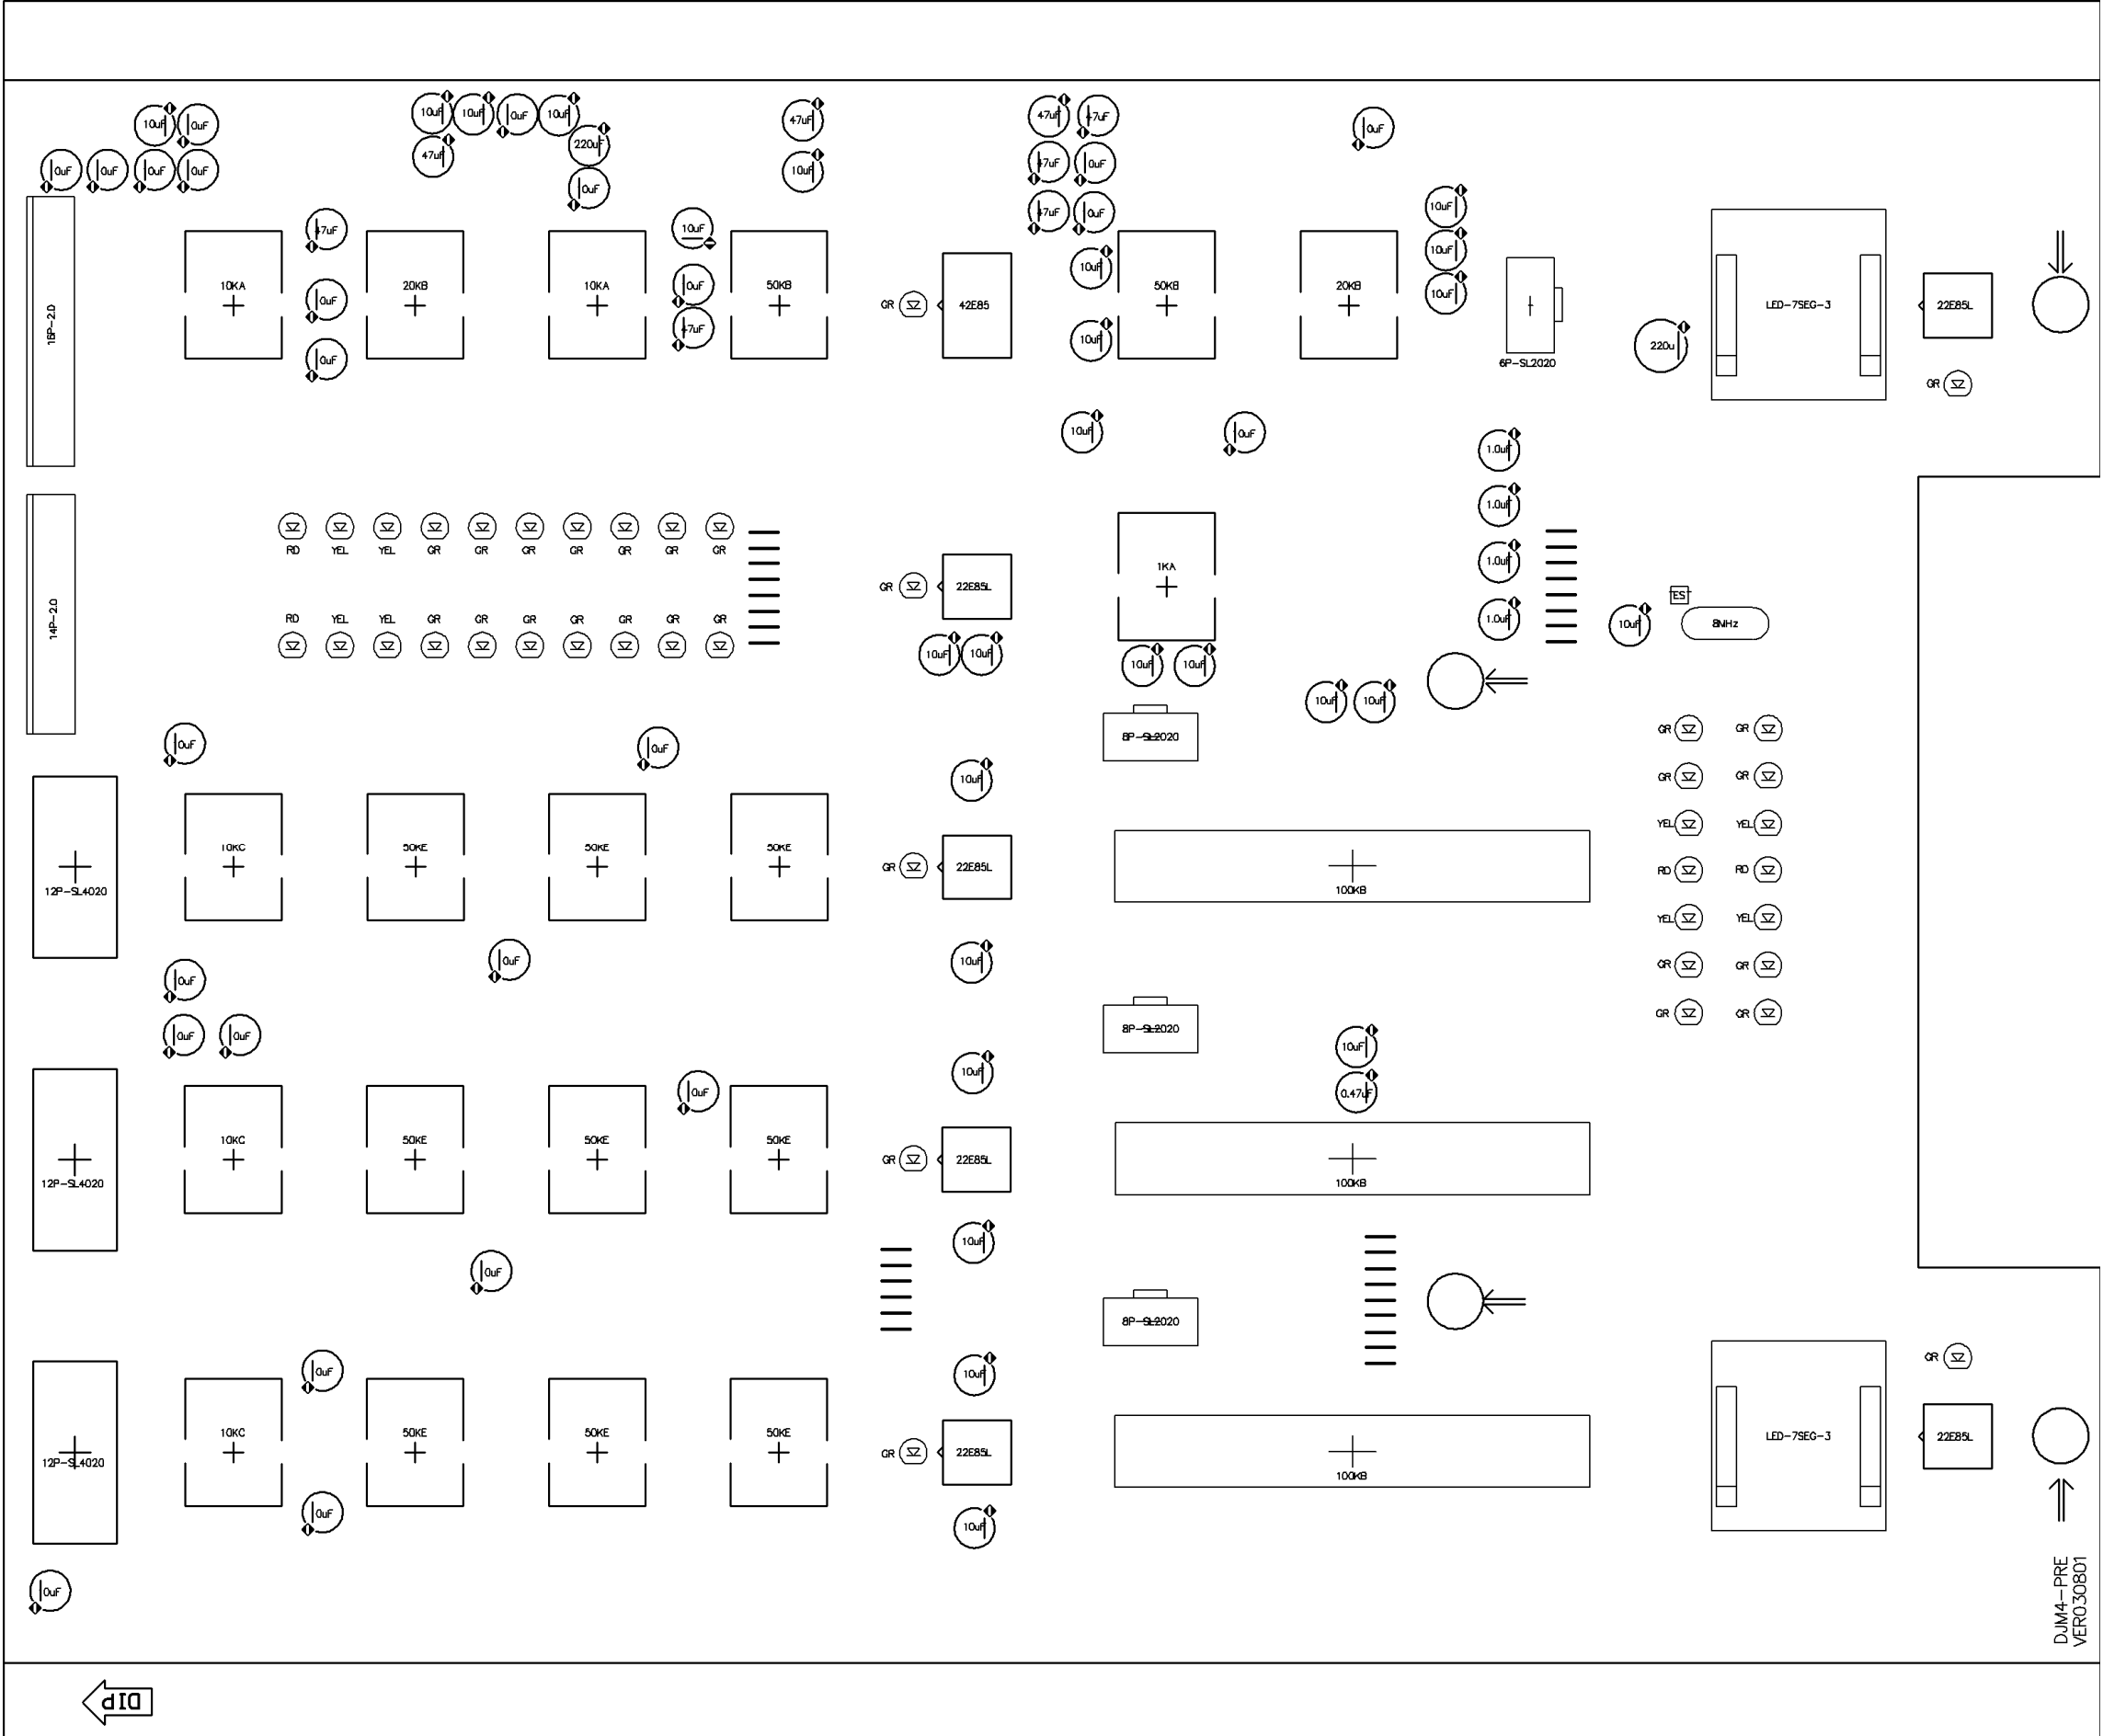 10uF
10uF
10uF
47uF
47uF
47uF
0uF
0uF
0uF
10uF
220uF
47uF
0uF
47uF
0uF
10uF
0uF
0uF
0uF
0uF
0uF
47uF
0uF
10uF
16P-2.0
47uF
10uF
10uF
10KA
20KB
10KA
0uF
50KB
10uF
50KB
20KB
10uF
10uF
0uF
GR
42E85
LED-7SEG-3
22E85L
47uF
10uF
220u
0uF
6P-SL2020
GR
10uF
0uF
1.0uF
1.0uF
RD YEL YEL GR GR GR GR GR GR GR
1.0uF
1KA
GR
22E85L
TEST
14P-2.0
RD YEL YEL GR GR GR GR GR GR GR
1.0uF
10uF
8MHz
10uF
10uF
10uF
10uF
10uF
10uF
GR
GR
8P-SL2020
0uF
0uF
10uF
GR
GR
YEL
YEL
10KC
50KE
50KE
50KE
GR
22E85L
RD
RD
12P-SL4020
100KB
YEL
YEL
0uF
10uF
GR
GR
0uF
GR
GR
8P-SL2020
0uF
0uF
10uF
10uF
0uF
0.47uF
10KC
50KE
50KE
50KE
GR
22E85L
12P-SL4020
100KB
10uF
0uF
8P-SL2020
GR
0uF
10uF
10KC
50KE
50KE
50KE
LED-7SEG-3
22E85L
GR
22E85L
12P-SL4020
100KB
0uF
10uF
0uF
DJM4-PRE
VER030801
DIP